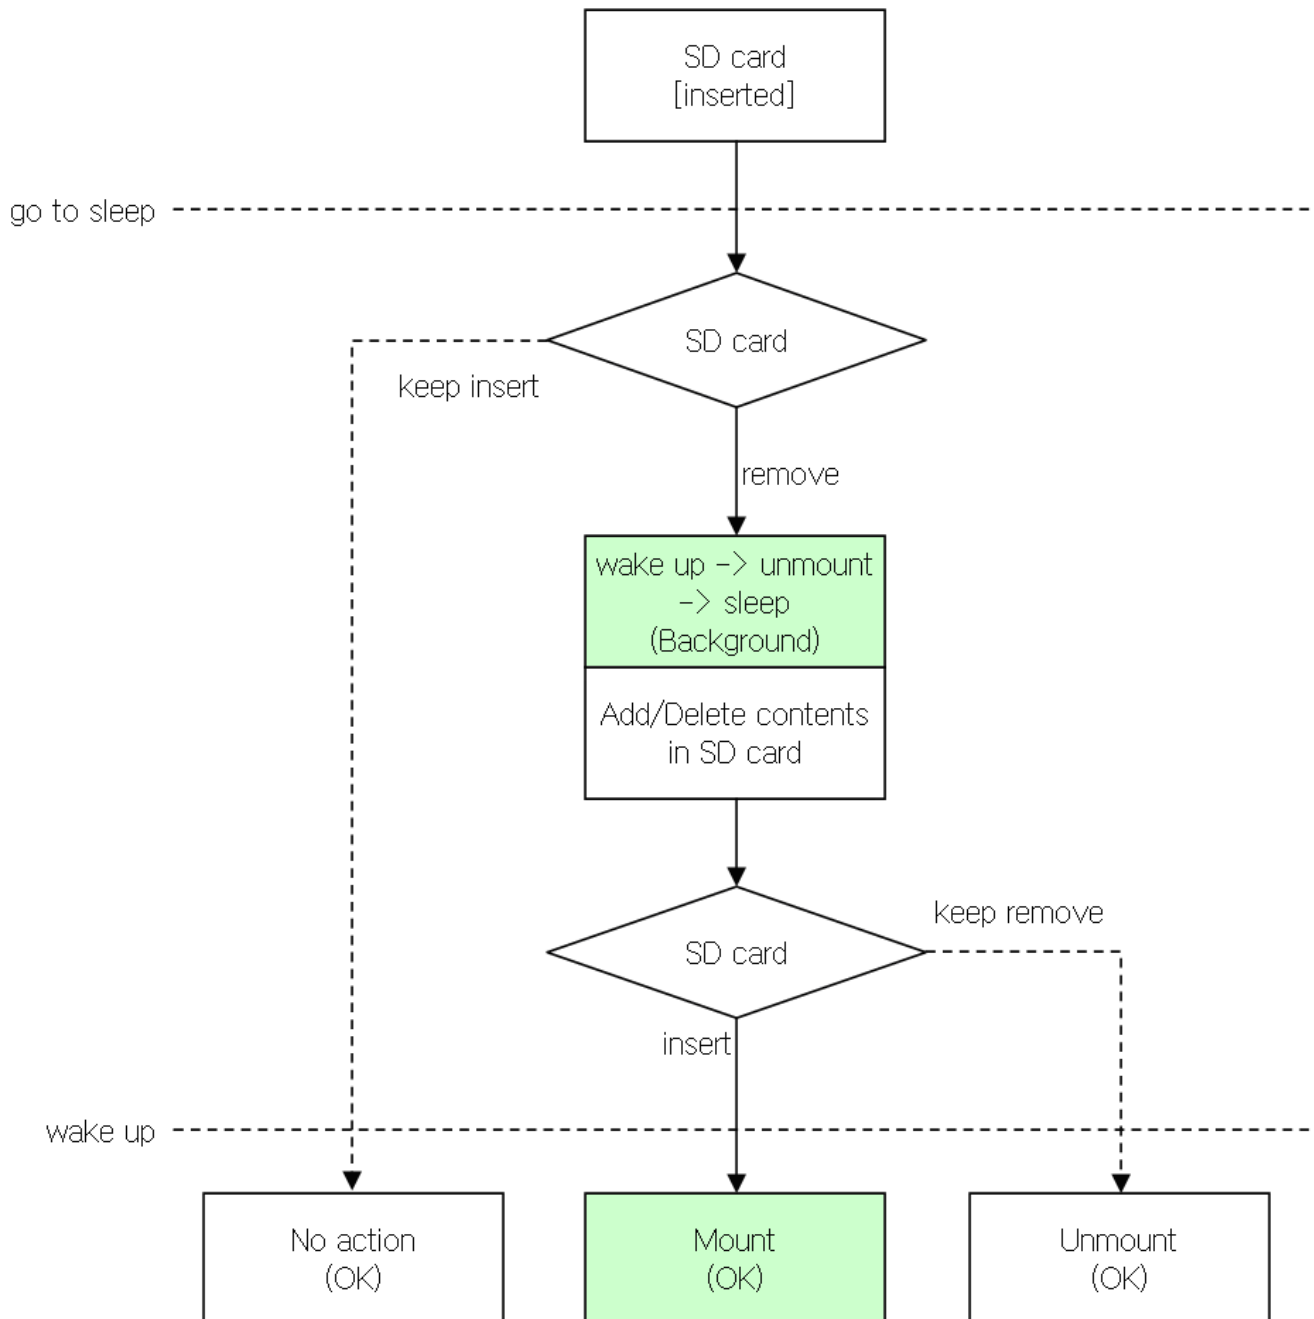 SD card
[inserted]
go to sleep
SD card
keep insert
remove
wake up -> unmount
-> sleep
(Background)
Add/Delete contents
in SD card
keep remove
SD card
insert
wake up
No action
(OK)
Mount
(OK)
Unmount
(OK)